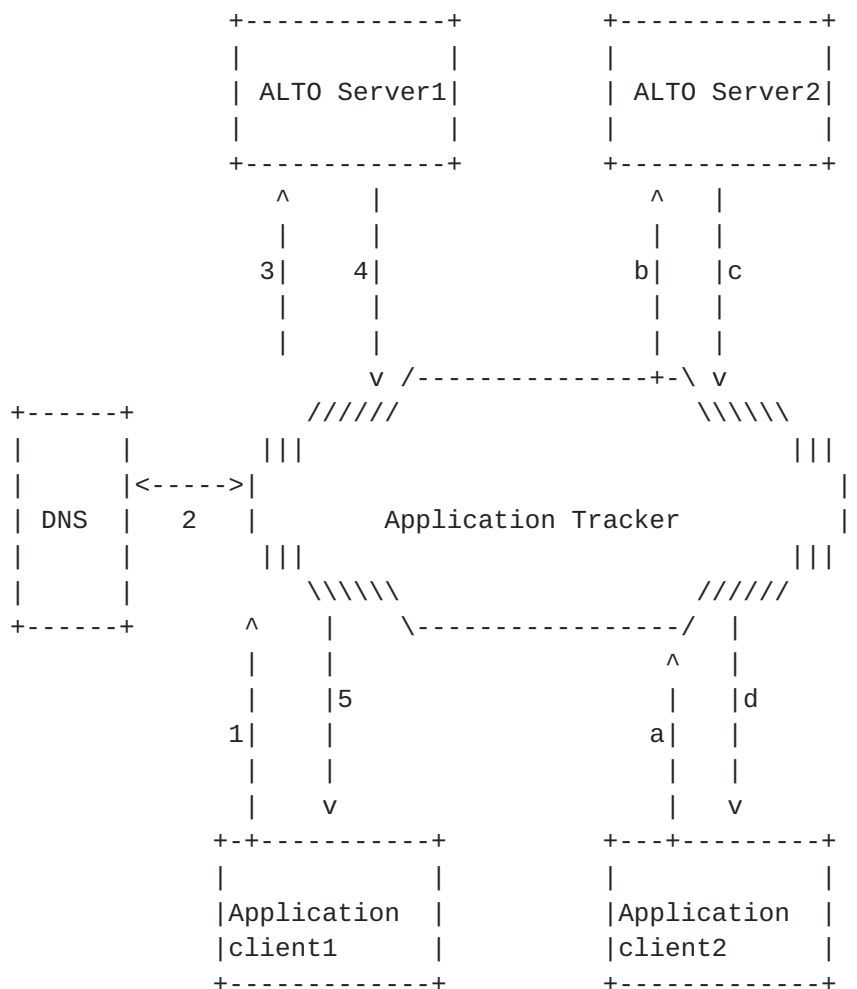 ALTO Server1 ALTO Server2
3 4 b c
DNS 2 Application Tracker
5 d
1 a
Application Application
client1 client2